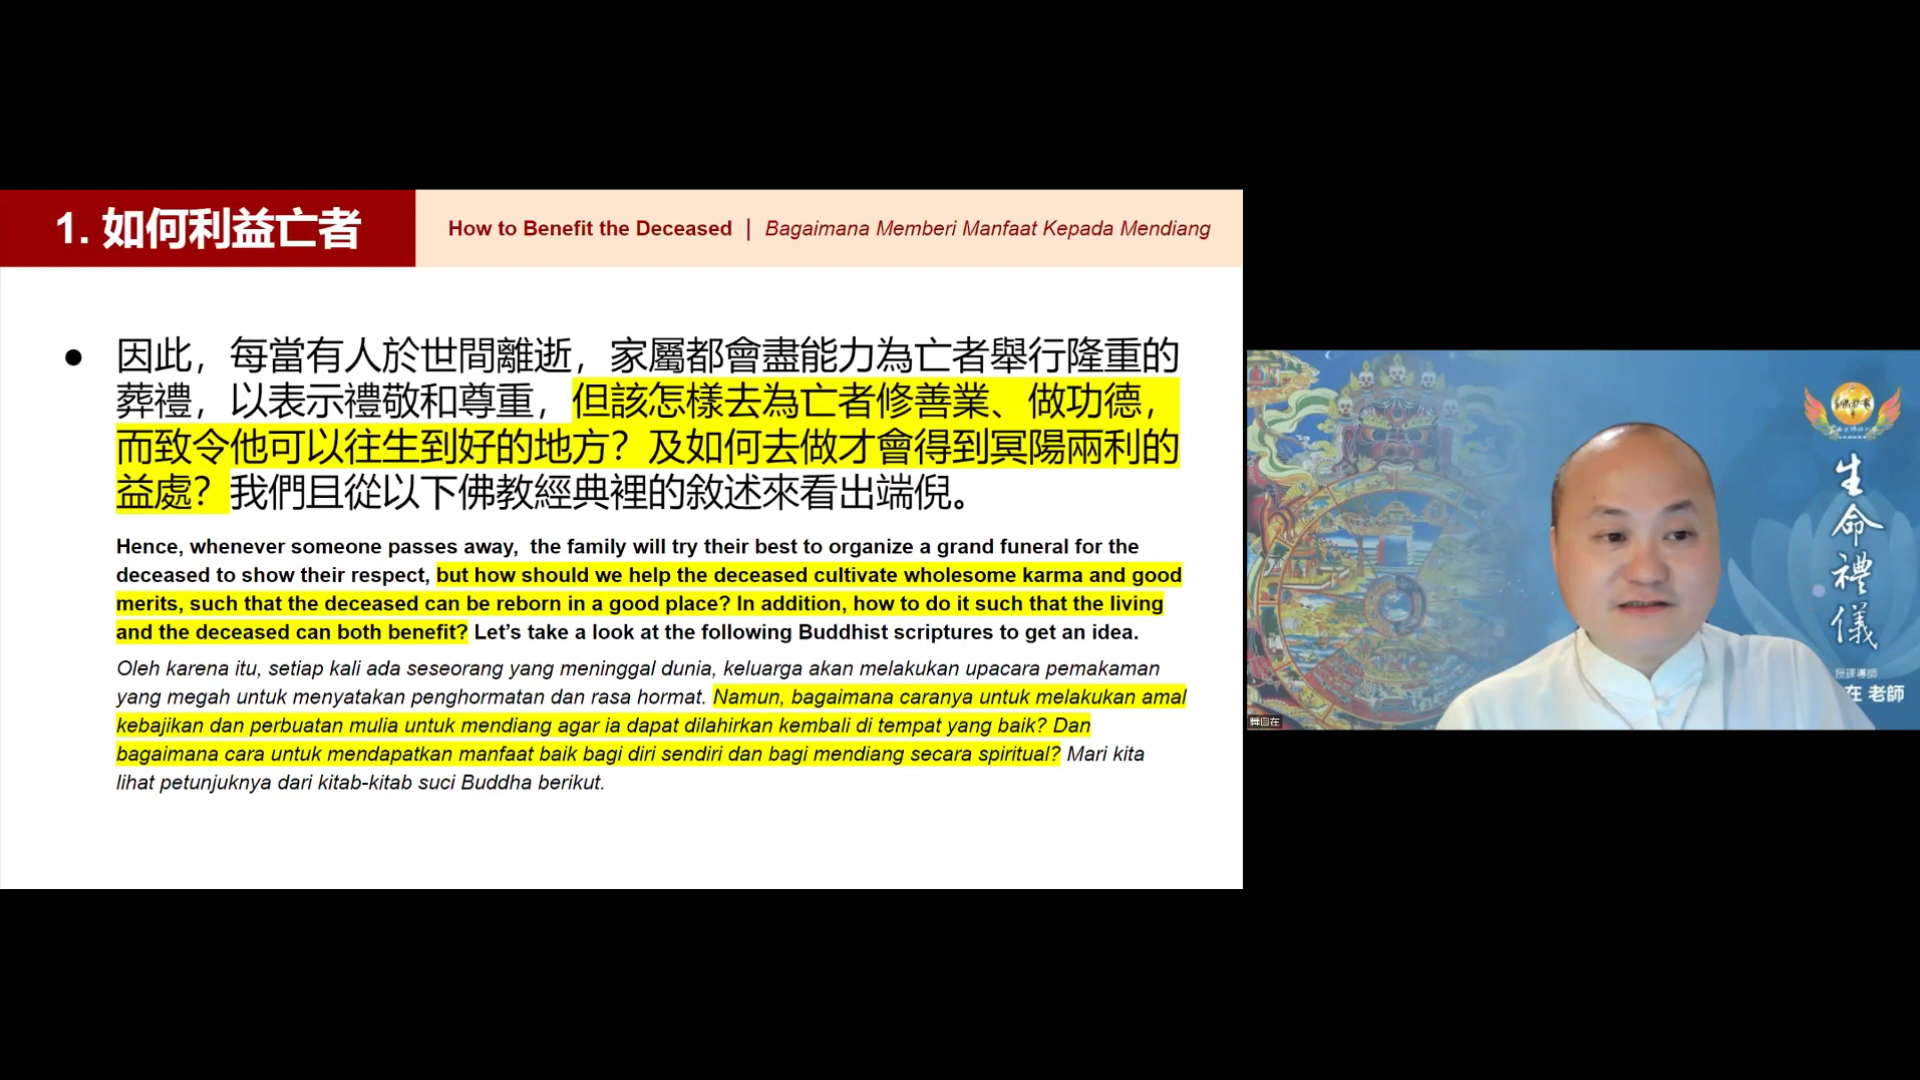 1. 如何利益亡者
How to Benefit the Deceased | Bagaimana Memberi Manfaat Kepada Mendiang
● 因此，每當有人於世間離逝，家屬都會盡能力為亡者舉行隆重的
葬禮，以表示禮敬和尊重，但該怎樣去為亡者修善業、做功德，
而致令他可以往生到好的地方？及如何去做才會得到冥陽兩利的
益處？我們且從以下佛教經典裡的敘述來看出端倪。
Hence, whenever someone passes away, the family will try their best to organize a grand funeral for the
deceased to show their respect, but how should we help the deceased cultivate wholesome karma and good
merits, such that the deceased can be reborn in a good place? In addition, how to do it such that the living
and the deceased can both benefit? Let’s take a look at the following Buddhist scriptures to get an idea.
Oleh karena itu, setiap kali ada seseorang yang meninggal dunia, keluarga akan melakukan upacara pemakaman
yang megah untuk menyatakan penghormatan dan rasa hormat. Namun, bagaimana caranya untuk melakukan amal
kebajikan dan perbuatan mulia untuk mendiang agar ia dapat dilahirkan kembali di tempat yang baik? Dan
bagaimana cara untuk mendapatkan manfaat baik bagi diri sendiri dan bagi mendiang secara spiritual? Mari kita
lihat petunjuknya dari kitab-kitab suci Buddha berikut.
生命禮儀
授課導師
在 老師